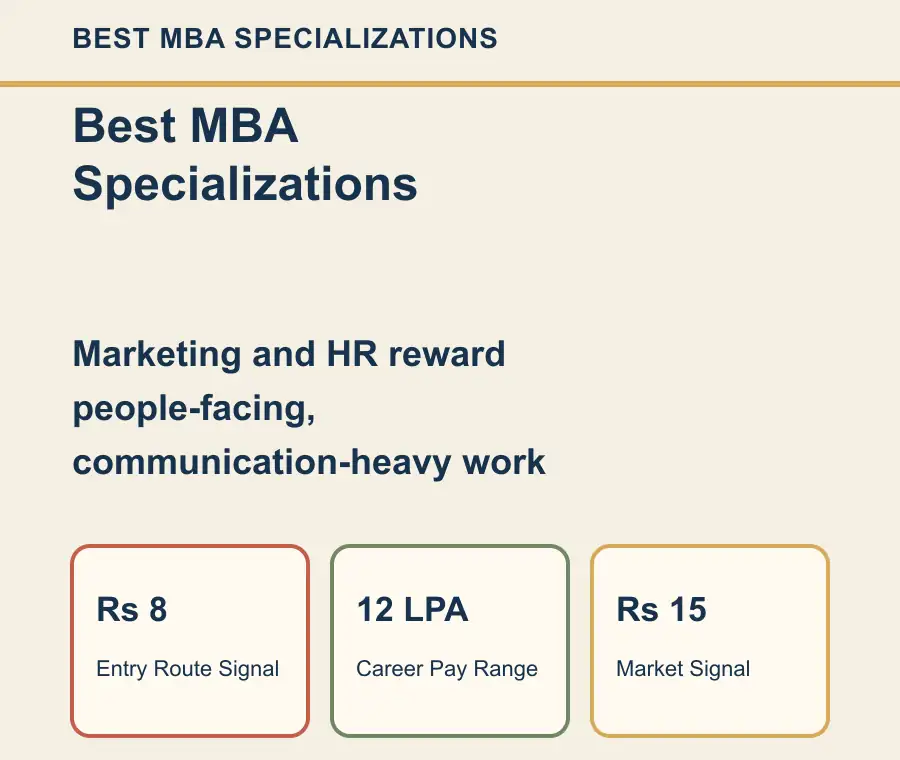 BEST MBA SPECIALIZATIONS
Best MBA
Specializations
Marketing and HR reward
people-facing,
communication-heavy work
Rs 8
Entry Route Signal
12 LPA
Career Pay Range
Rs 15
Market Signal